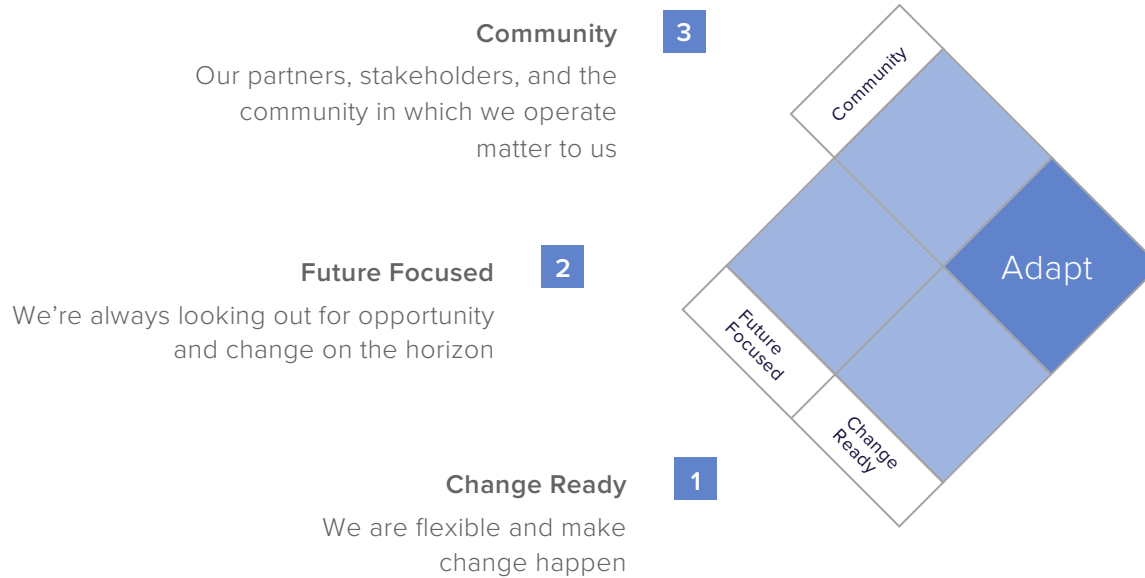 Community
3
Our partners, stakeholders, and the
community in which we operate
matter to us
Future Focused
2
We’re always looking out for opportunity
and change on the horizon
Change Ready
1
We are flexible and make
change happen
Community
Adapt
Future
Focused
Change
Ready